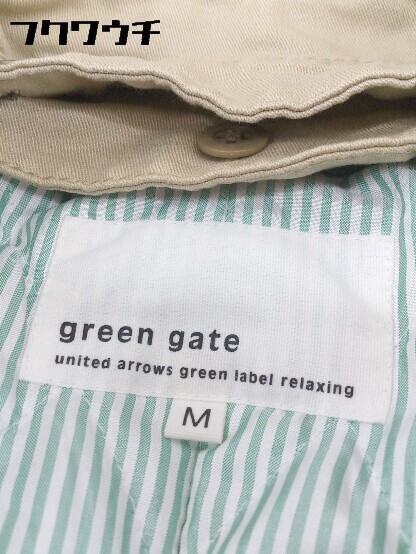 フクワウチ
green gate
united arrows green label relaxing
M